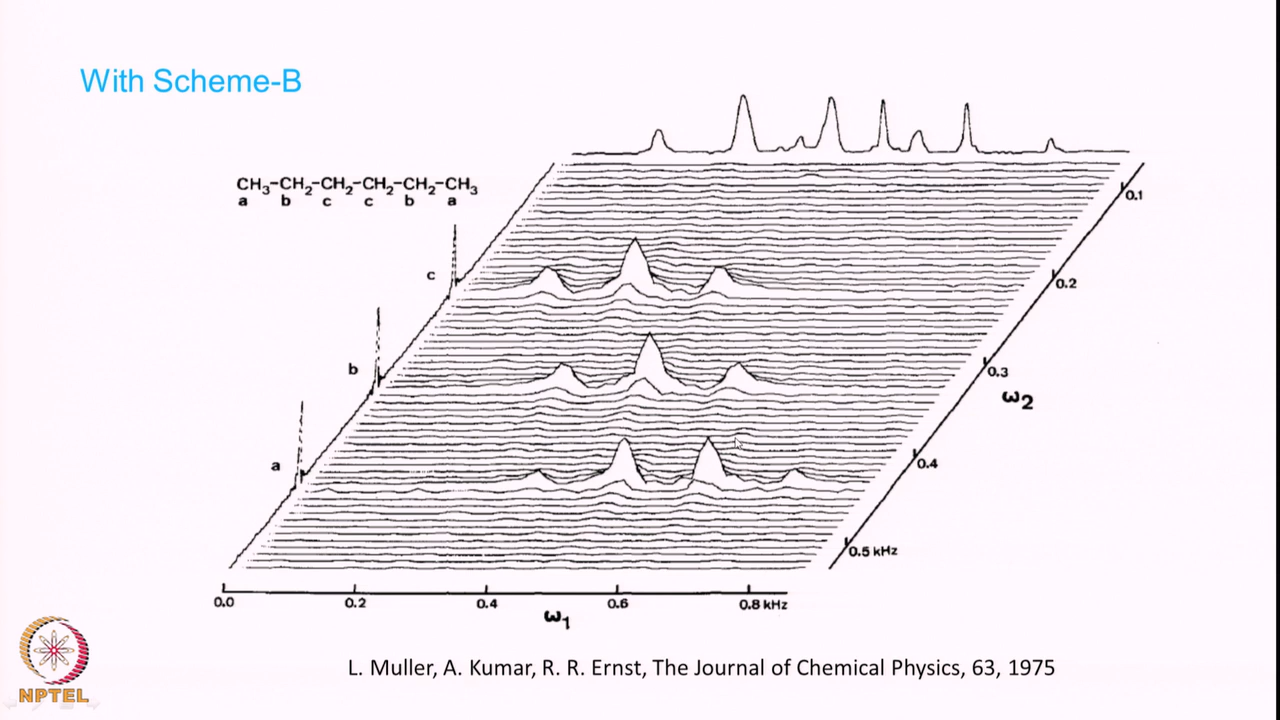 With Scheme-B
CH3-CH2-CH2-CH2-CH2-CH3
a b c c b a
c
b
a
0.1
0.2
0.3
ω2
0.4
0.5 kHz
0.0 0.2 0.4 0.6 0.8 kHz
ω1
L. Muller, A. Kumar, R. R. Ernst, The Journal of Chemical Physics, 63, 1975
NPTEL